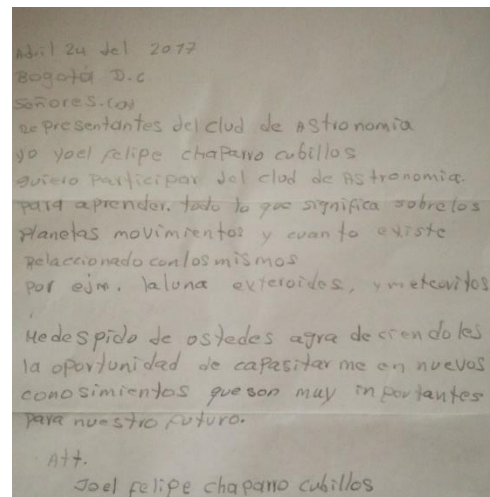 Abril 24 del 2017
Bogotá D.C.
Señores.(as)
Representantes del clud de Astronomia
yo yoel felipe chaparro cubillos
quiero participar del clud de Astronomia.
para aprender. todo lo que significa sobre los
planetas movimientos y cuanto existe
Relaccionado con los mismos
por ejm. la luna exteroidos, y meteoritos
Me despido de ostedes agradeciendoles
la oportunidad de capasitarme en nuevos
conosimientos que son muy inportantes
para nuestro futuro.
Att.
Joel felipe chaparro cubillos